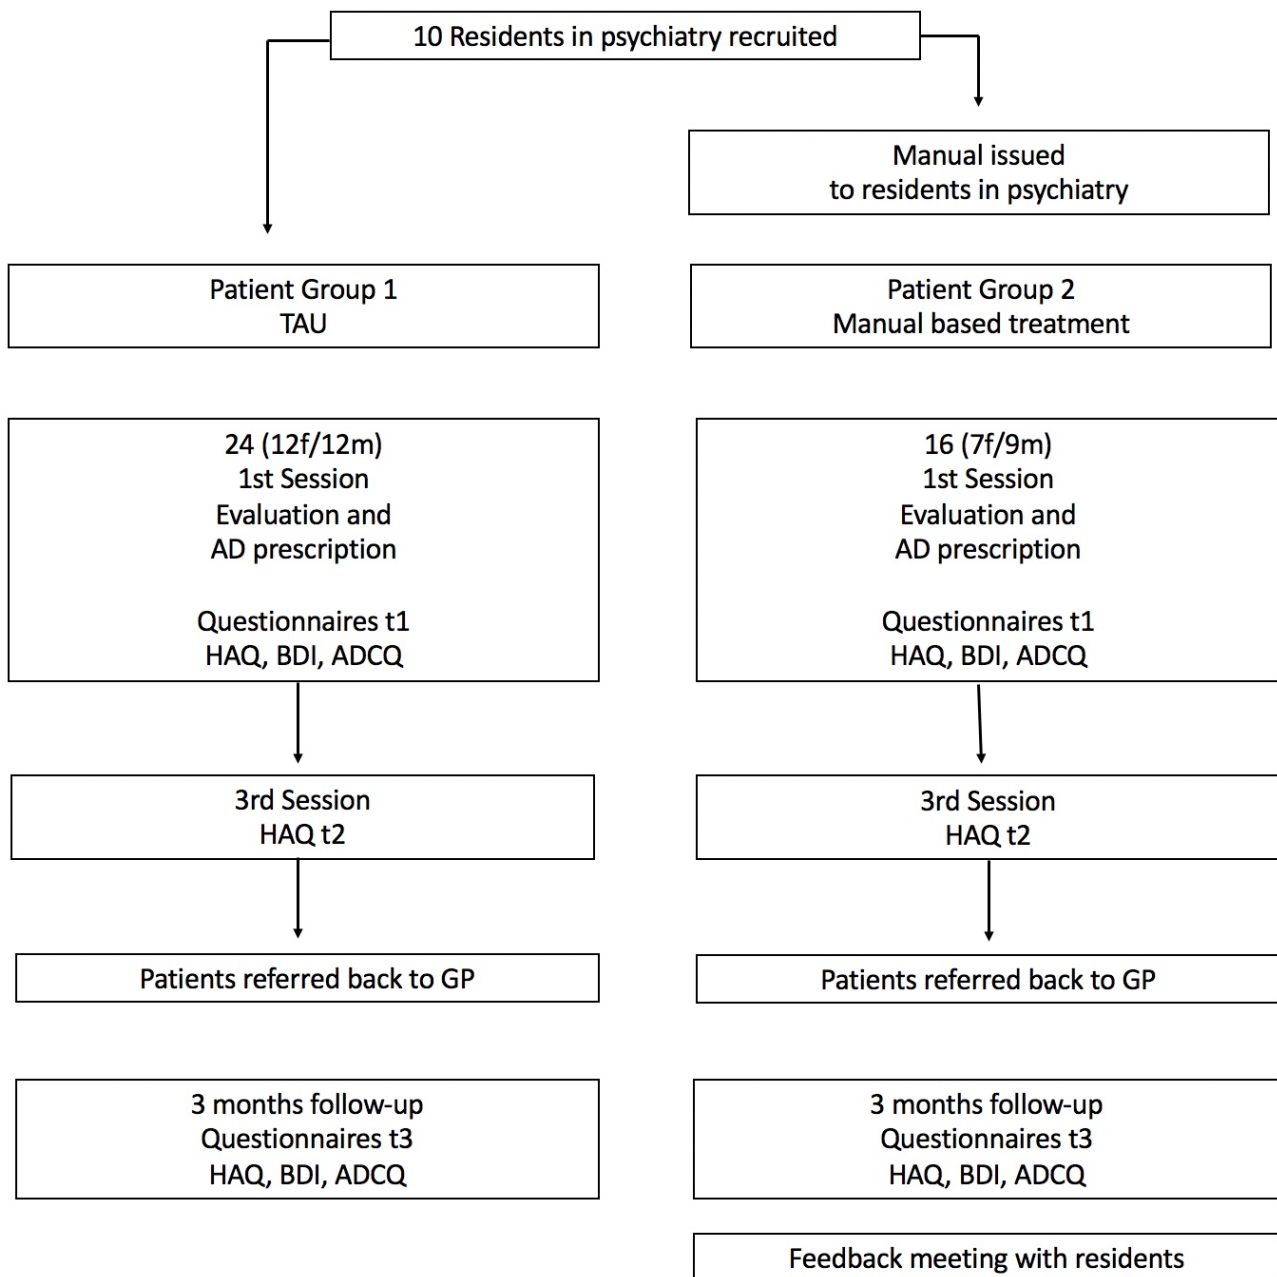 10 Residents in psychiatry recruited
Manual issued
to residents in psychiatry
Patient Group 1
TAU
Patient Group 2
Manual based treatment
24 (12f/12m)
1st Session
Evaluation and
AD prescription
Questionnaires t1
HAQ, BDI, ADCQ
16 (7f/9m)
1st Session
Evaluation and
AD prescription
Questionnaires t1
HAQ, BDI, ADCQ
3rd Session
HAQ t2
3rd Session
HAQ t2
Patients referred back to GP
Patients referred back to GP
3 months follow-up
Questionnaires t3
HAQ, BDI, ADCQ
3 months follow-up
Questionnaires t3
HAQ, BDI, ADCQ
Feedback meeting with residents